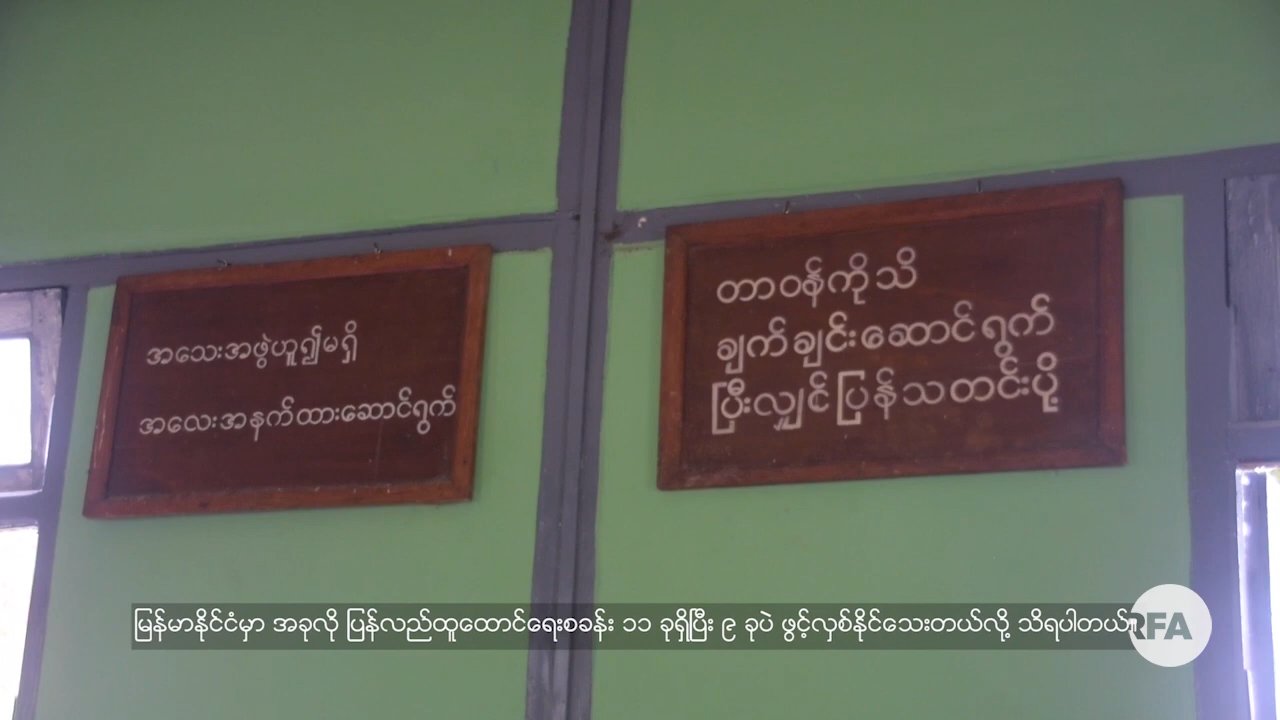 အသေးအဖွဲဟူ၍မရှိ
အလေးအနက်ထားဆောင်ရွက်
တာဝန်ကိုသိ
ချက်ချင်းဆောင်ရွက်
ပြီးလျှင်ပြန်သတင်းပို့
မြန်မာနိုင်ငံမှာ အခုလို ပြန်လည်ထူထောင်ရေးစခန်း ၁၁ ခုရှိပြီး ၉ ခုပဲ ဖွင့်လှစ်နိုင်သေးတယ်လို့ သိရပါတယ်။
RFA